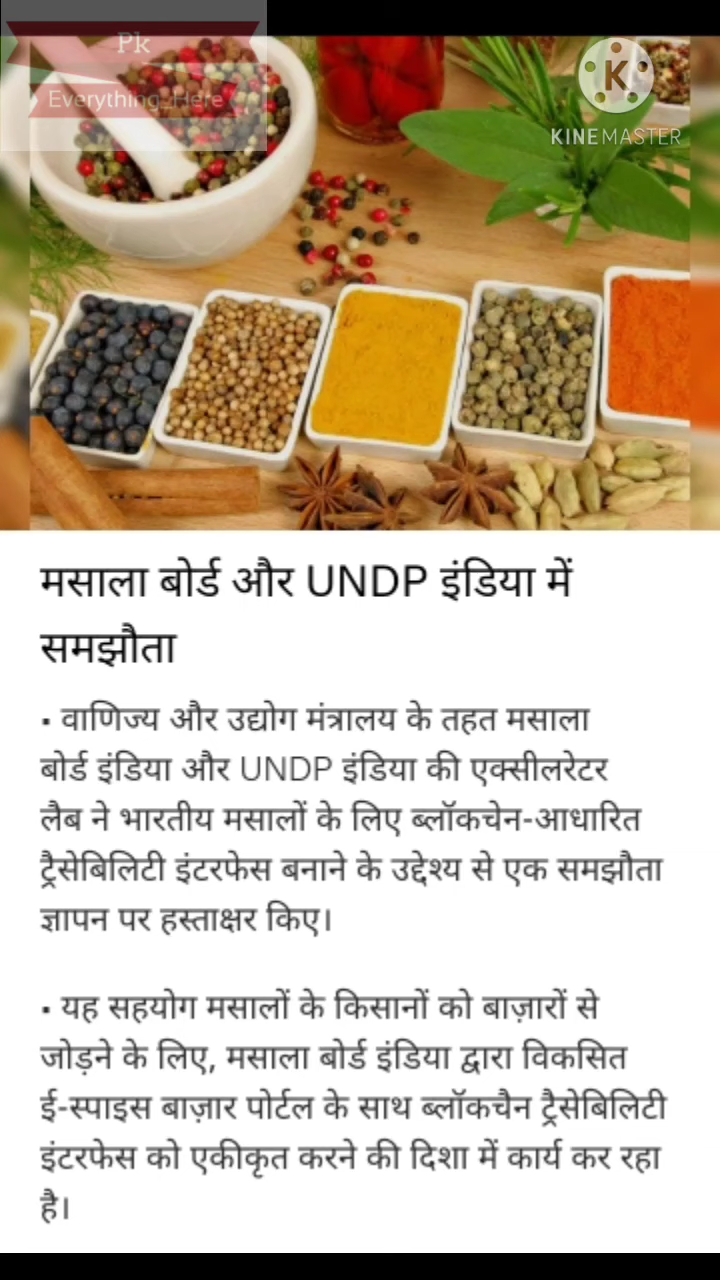 Pk
Everything Here
K
KINEMASTER
मसाला बोर्ड और UNDP इंडिया में
समझौता
▪ वाणिज्य और उद्योग मंत्रालय के तहत मसाला
बोर्ड इंडिया और UNDP इंडिया की एक्सीलरेटर
लैब ने भारतीय मसालों के लिए ब्लॉकचेन-आधारित
ट्रैसेबिलिटी इंटरफेस बनाने के उद्देश्य से एक समझौता
ज्ञापन पर हस्ताक्षर किए।
▪ यह सहयोग मसालों के किसानों को बाज़ारों से
जोड़ने के लिए, मसाला बोर्ड इंडिया द्वारा विकसित
ई-स्पाइस बाज़ार पोर्टल के साथ ब्लॉकचैन ट्रैसेबिलिटी
इंटरफेस को एकीकृत करने की दिशा में कार्य कर रहा
है।